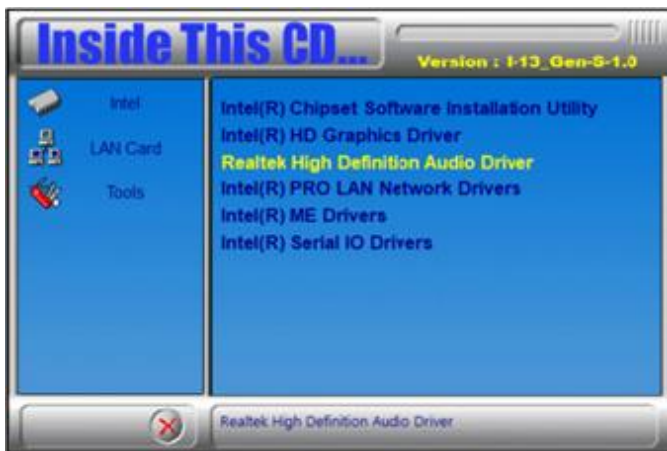 Inside This CD...
Version : I-13_Gen-S-1.0
Intel
LAN Card
Tools
Intel(R) Chipset Software Installation Utility
Intel(R) HD Graphics Driver
Realtek High Definition Audio Driver
Intel(R) PRO LAN Network Drivers
Intel(R) ME Drivers
Intel(R) Serial IO Drivers
Realtek High Definition Audio Driver